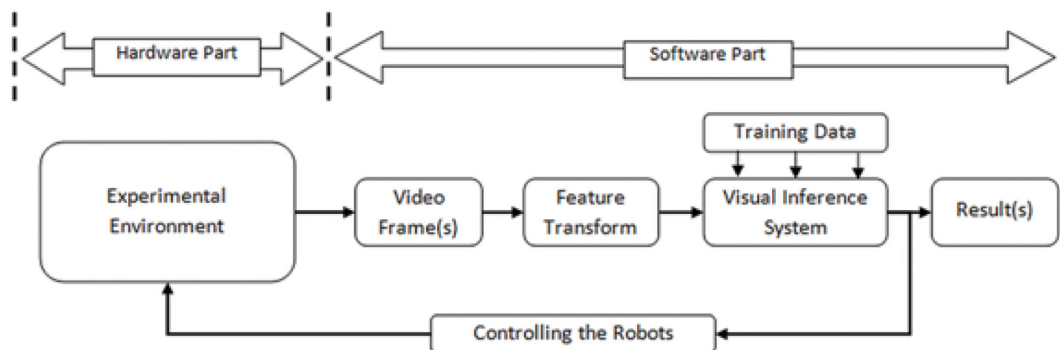 Hardware Part
Software Part
Training Data
Experimental
Environment
Video
Frame(s)
Feature
Transform
Visual Inference
System
Result(s)
Controlling the Robots